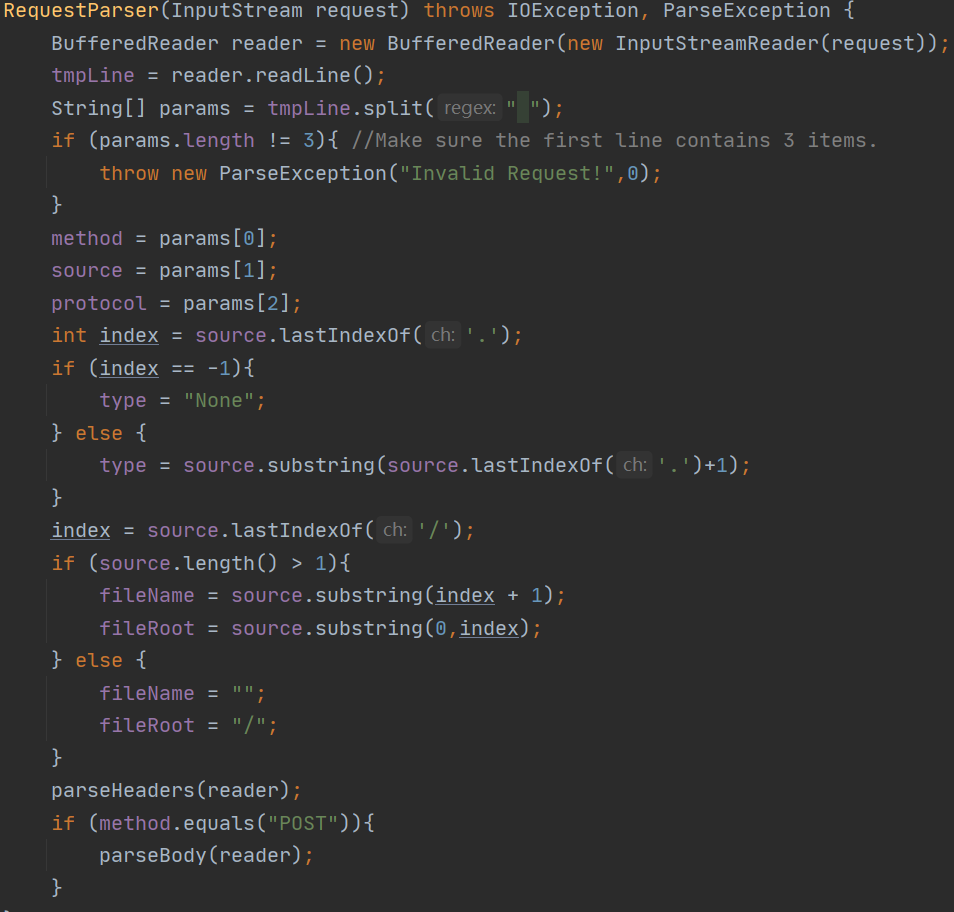 RequestParser(InputStream request) throws IOException, ParseException {
    BufferedReader reader = new BufferedReader(new InputStreamReader(request));
    tmpLine = reader.readLine();
    String[] params = tmpLine.split( regex: " ");
    if (params.length != 3){ //Make sure the first line contains 3 items.
        throw new ParseException("Invalid Request!",0);
    }
    method = params[0];
    source = params[1];
    protocol = params[2];
    int index = source.lastIndexOf( ch: '.');
    if (index == -1){
        type = "None";
    } else {
        type = source.substring(source.lastIndexOf( ch: '.')+1);
    }
    index = source.lastIndexOf( ch: '/');
    if (source.length() > 1){
        fileName = source.substring(index + 1);
        fileRoot = source.substring(0,index);
    } else {
        fileName = "";
        fileRoot = "/";
    }
    parseHeaders(reader);
    if (method.equals("POST")){
        parseBody(reader);
    }